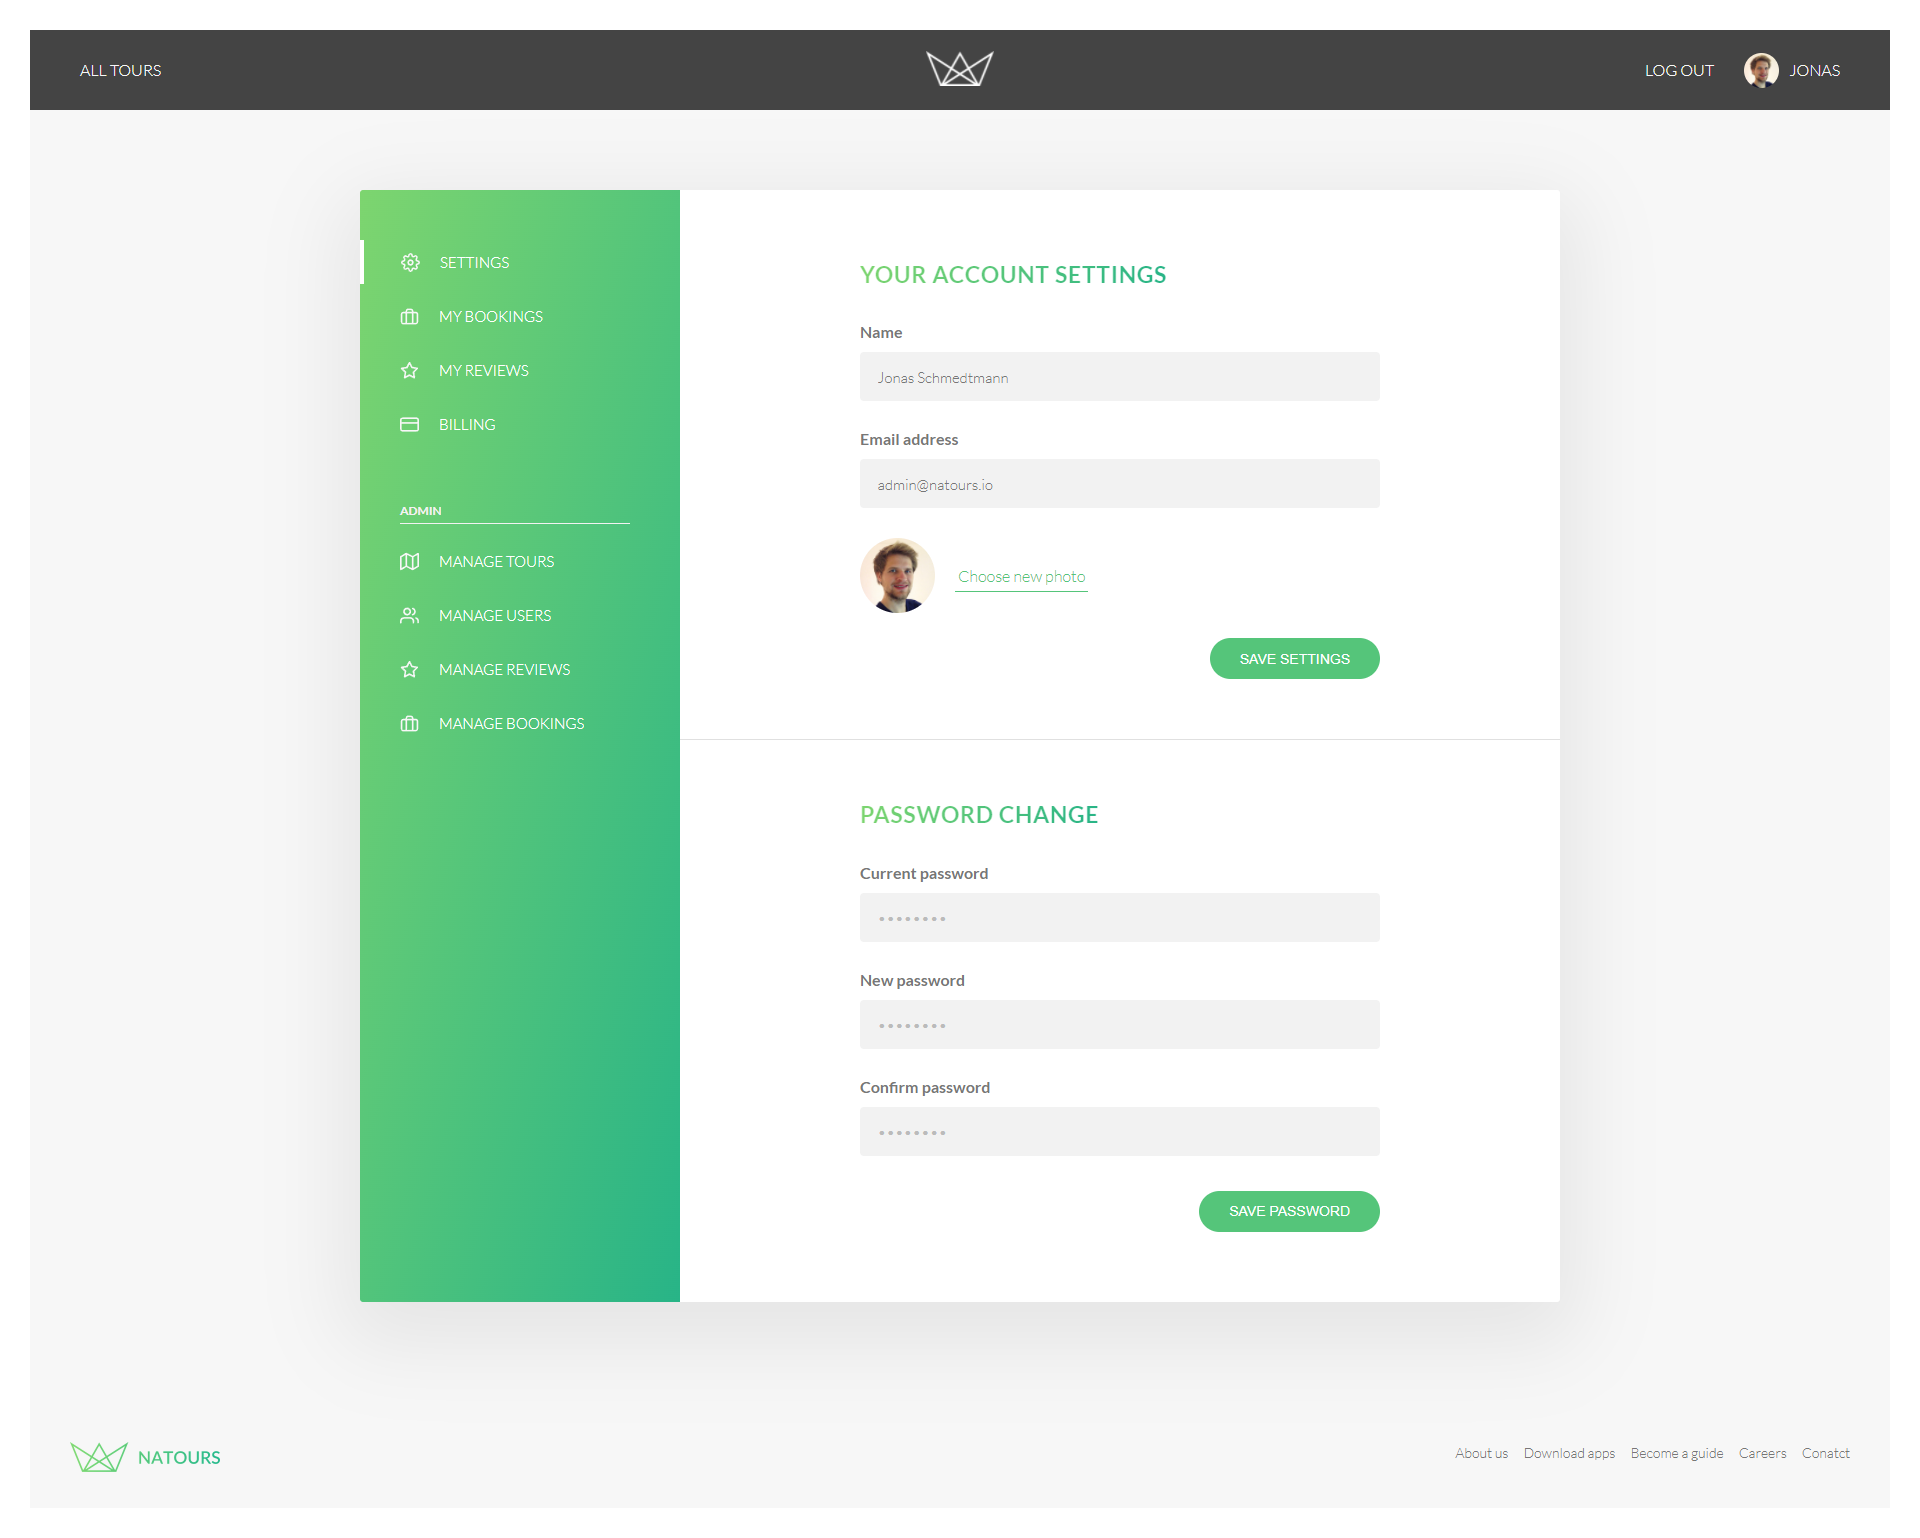 ALL TOURS
LOG OUT
JONAS
SETTINGS
MY BOOKINGS
MY REVIEWS
BILLING
ADMIN
MANAGE TOURS
MANAGE USERS
MANAGE REVIEWS
MANAGE BOOKINGS
YOUR ACCOUNT SETTINGS
Name
Jonas Schmedtmann
Email address
admin@natours.io
Choose new photo
SAVE SETTINGS
PASSWORD CHANGE
Current password
••••••••
New password
••••••••
Confirm password
••••••••
SAVE PASSWORD
NATOURS
About us Download apps Become a guide Careers Conatct